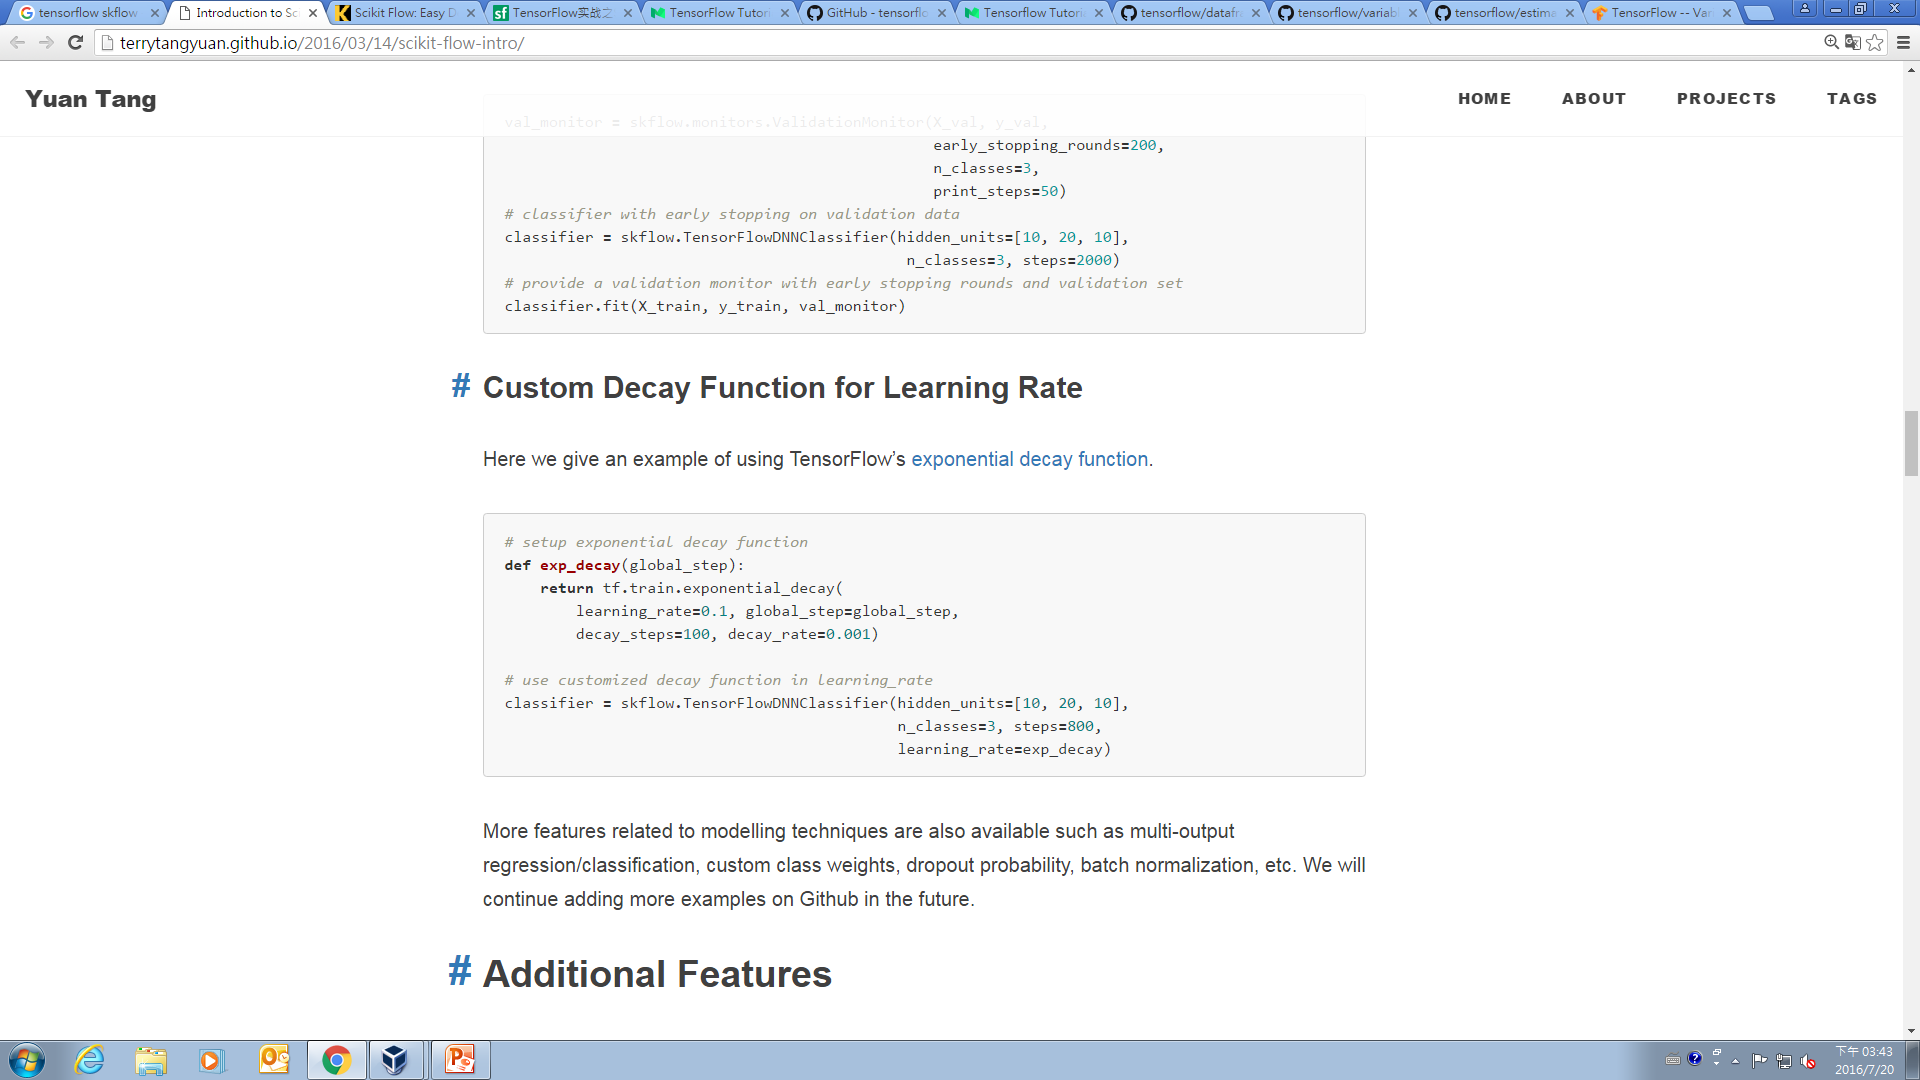 tensorflow skflow
Introduction to Sc
Scikit Flow: Easy D
TensorFlow实战之
TensorFlow Tutori
GitHub - tensorflo
Tensorflow Tutori
tensorflow/datafra
tensorflow/variabl
tensorflow/estima
TensorFlow -- Var
terrytangyuan.github.io/2016/03/14/scikit-flow-intro/
Yuan Tang
HOME ABOUT PROJECTS TAGS
val_monitor = skflow.monitors.ValidationMonitor(X_val, y_val,
early_stopping_rounds=200,
n_classes=3,
print_steps=50)
# classifier with early stopping on validation data
classifier = skflow.TensorFlowDNNClassifier(hidden_units=[10, 20, 10],
n_classes=3, steps=2000)
# provide a validation monitor with early stopping rounds and validation set
classifier.fit(X_train, y_train, val_monitor)
# Custom Decay Function for Learning Rate
Here we give an example of using TensorFlow’s exponential decay function.
# setup exponential decay function
def exp_decay(global_step):
return tf.train.exponential_decay(
learning_rate=0.1, global_step=global_step,
decay_steps=100, decay_rate=0.001)
# use customized decay function in learning_rate
classifier = skflow.TensorFlowDNNClassifier(hidden_units=[10, 20, 10],
n_classes=3, steps=800,
learning_rate=exp_decay)
More features related to modelling techniques are also available such as multi-output
regression/classification, custom class weights, dropout probability, batch normalization, etc. We will
continue adding more examples on Github in the future.
# Additional Features
下午 03:43
2016/7/20